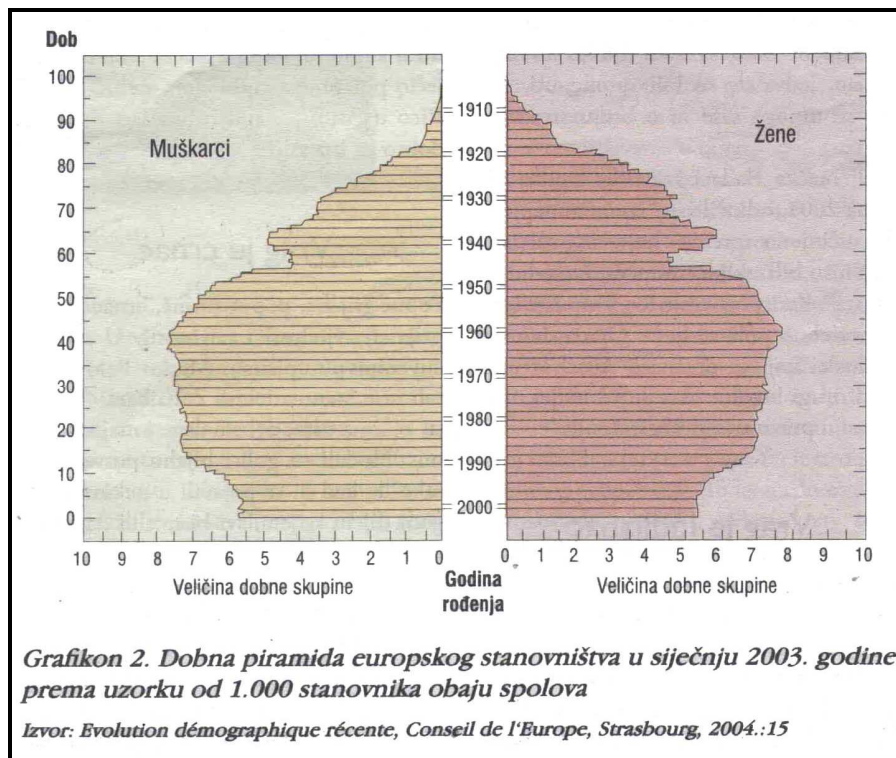 Dob
100
90
80
70
60
50
40
30
20
10
0
Muškarci
10 9 8 7 6 5 4 3 2 1 0
Veličina dobne skupine
1910
1920
1930
1940
1950
1960
1970
1980
1990
2000
Godina
rođenja
Žene
0 1 2 3 4 5 6 7 8 9 10
Veličina dobne skupine
Grafikon 2. Dobna piramida europskog stanovništva u siječnju 2003. godine
prema uzorku od 1.000 stanovnika obaju spolova
Izvor: Evolution démographique récente, Conseil de l'Europe, Strasbourg, 2004.:15